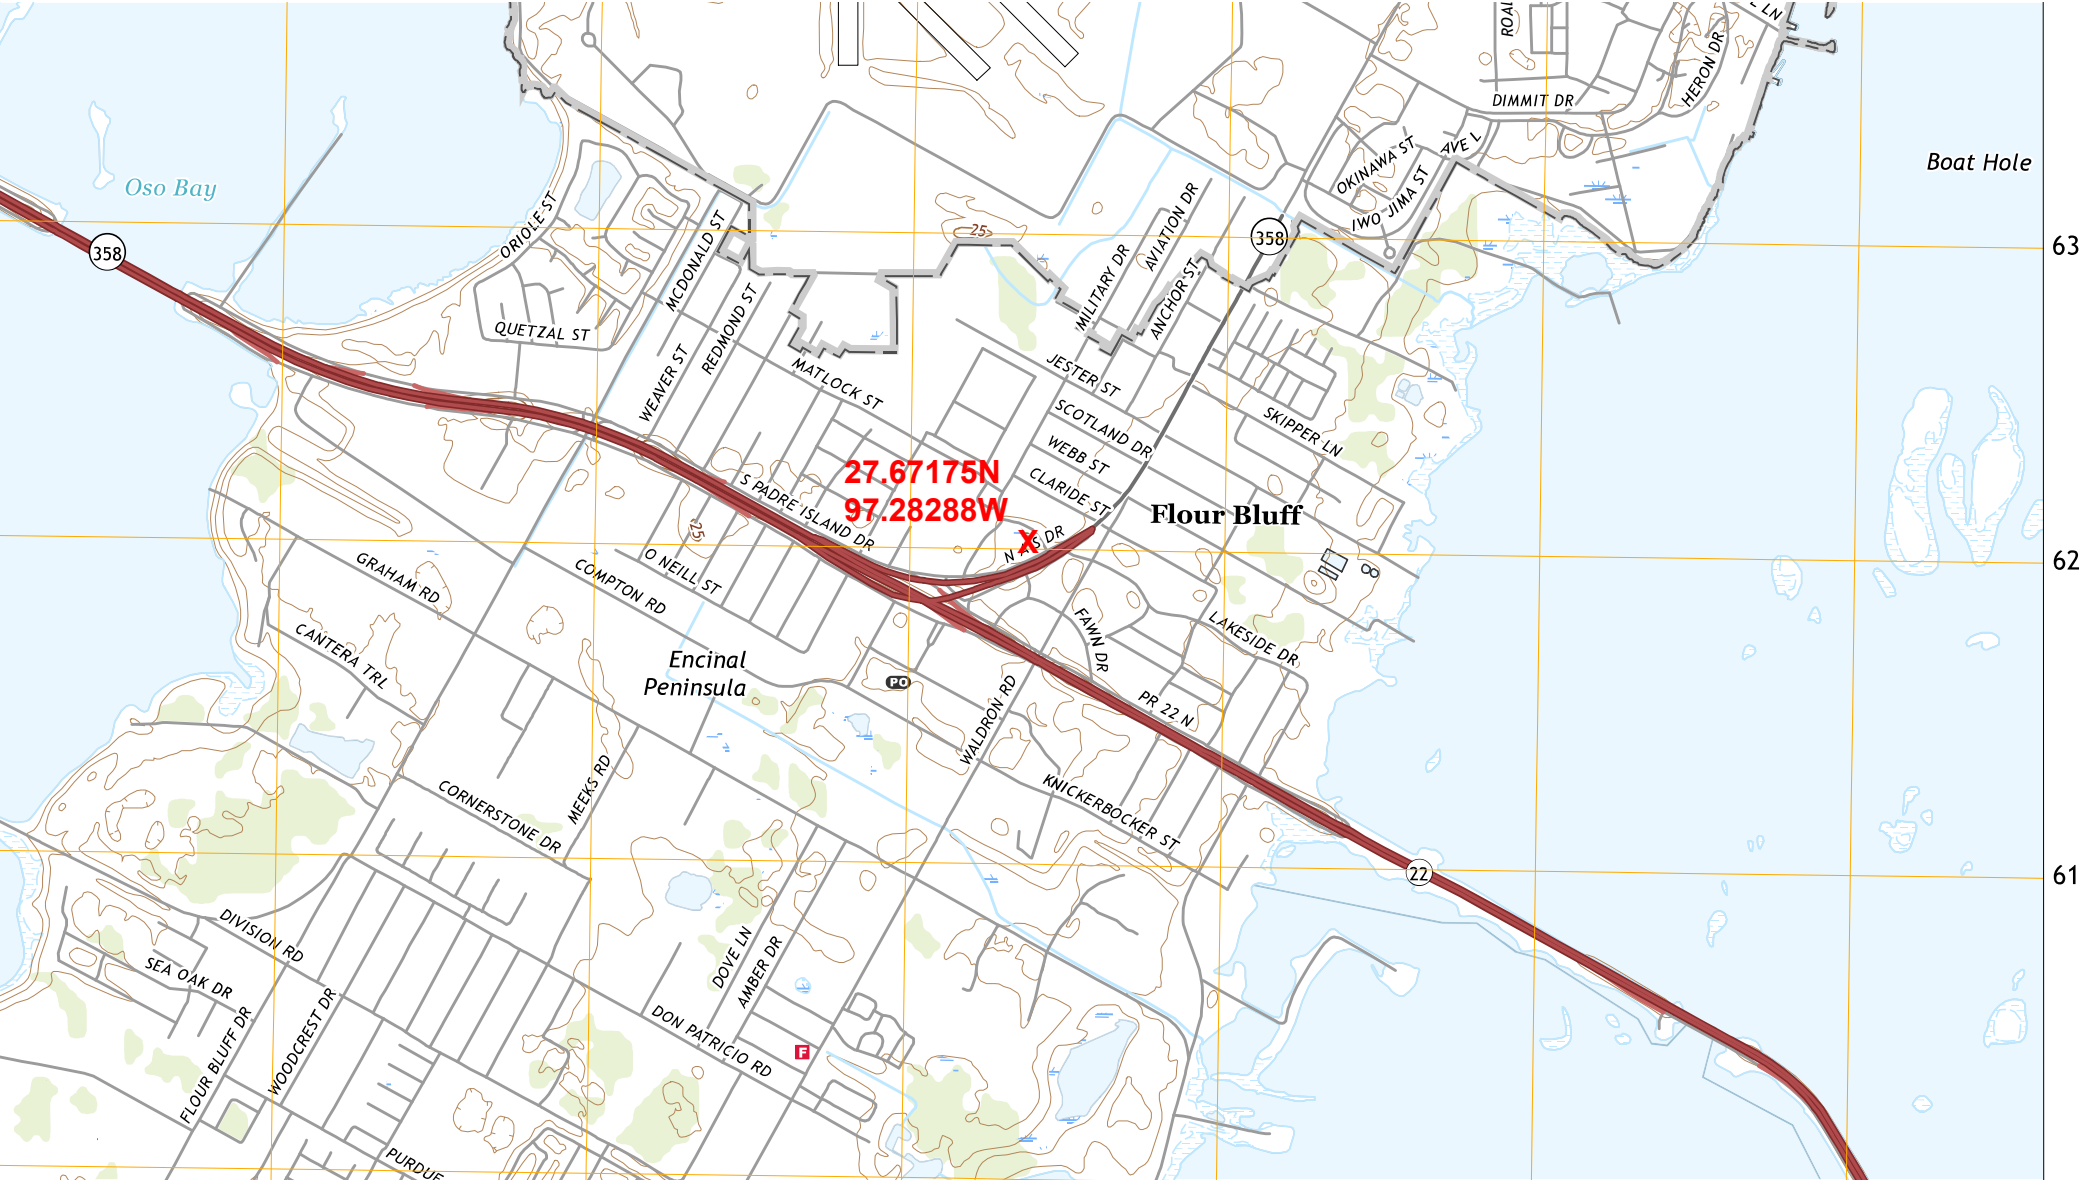 E LN
ROAL
HERON DR
DIMMIT DR
OKINAWA ST
AVE L
Boat Hole
Oso Bay
IWO JIMA ST
ORIOLE ST
MCDONALD ST
25
AVIATION DR
MILITARY DR
358
358
63
ANCHOR ST
QUETZAL ST
REDMOND ST
WEAVER ST
MATLOCK ST
JESTER ST
SCOTLAND DR
SKIPPER LN
WEBB ST
CLARIDE ST
27.67175N
97.28288W
S PADRE ISLAND DR
Flour Bluff
25
X
N AS DR
62
O NEILL ST
COMPTON RD
GRAHAM RD
CANTERA TRL
FAWN DR
LAKESIDE DR
Encinal
Peninsula
PO
WALDRON RD
PR 22 N
MEEKS RD
CORNERSTONE DR
KNICKERBOCKER ST
22
61
DIVISION RD
SEA OAK DR
DOVE LN
AMBER DR
WOODCREST DR
FLOUR BLUFF DR
DON PATRICIO RD
F
PURDUE